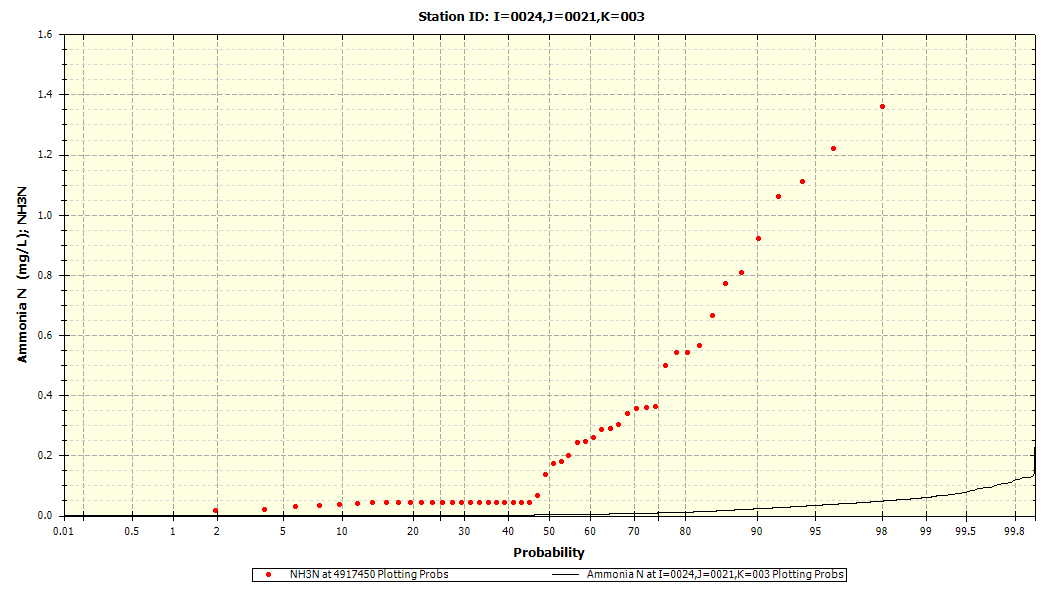 Station ID: I=0024,J=0021,K=003
Ammonia N (mg/L); NH3N
1.6
1.4
1.2
1.0
0.8
0.6
0.4
0.2
0.0
0.01 0.5 1 2 5 10 20 30 40 50 60 70 80 90 95 98 99 99.5 99.8
Probability
NH3N at 4917450 Plotting Probs Ammonia N at I=0024,J=0021,K=003 Plotting Probs